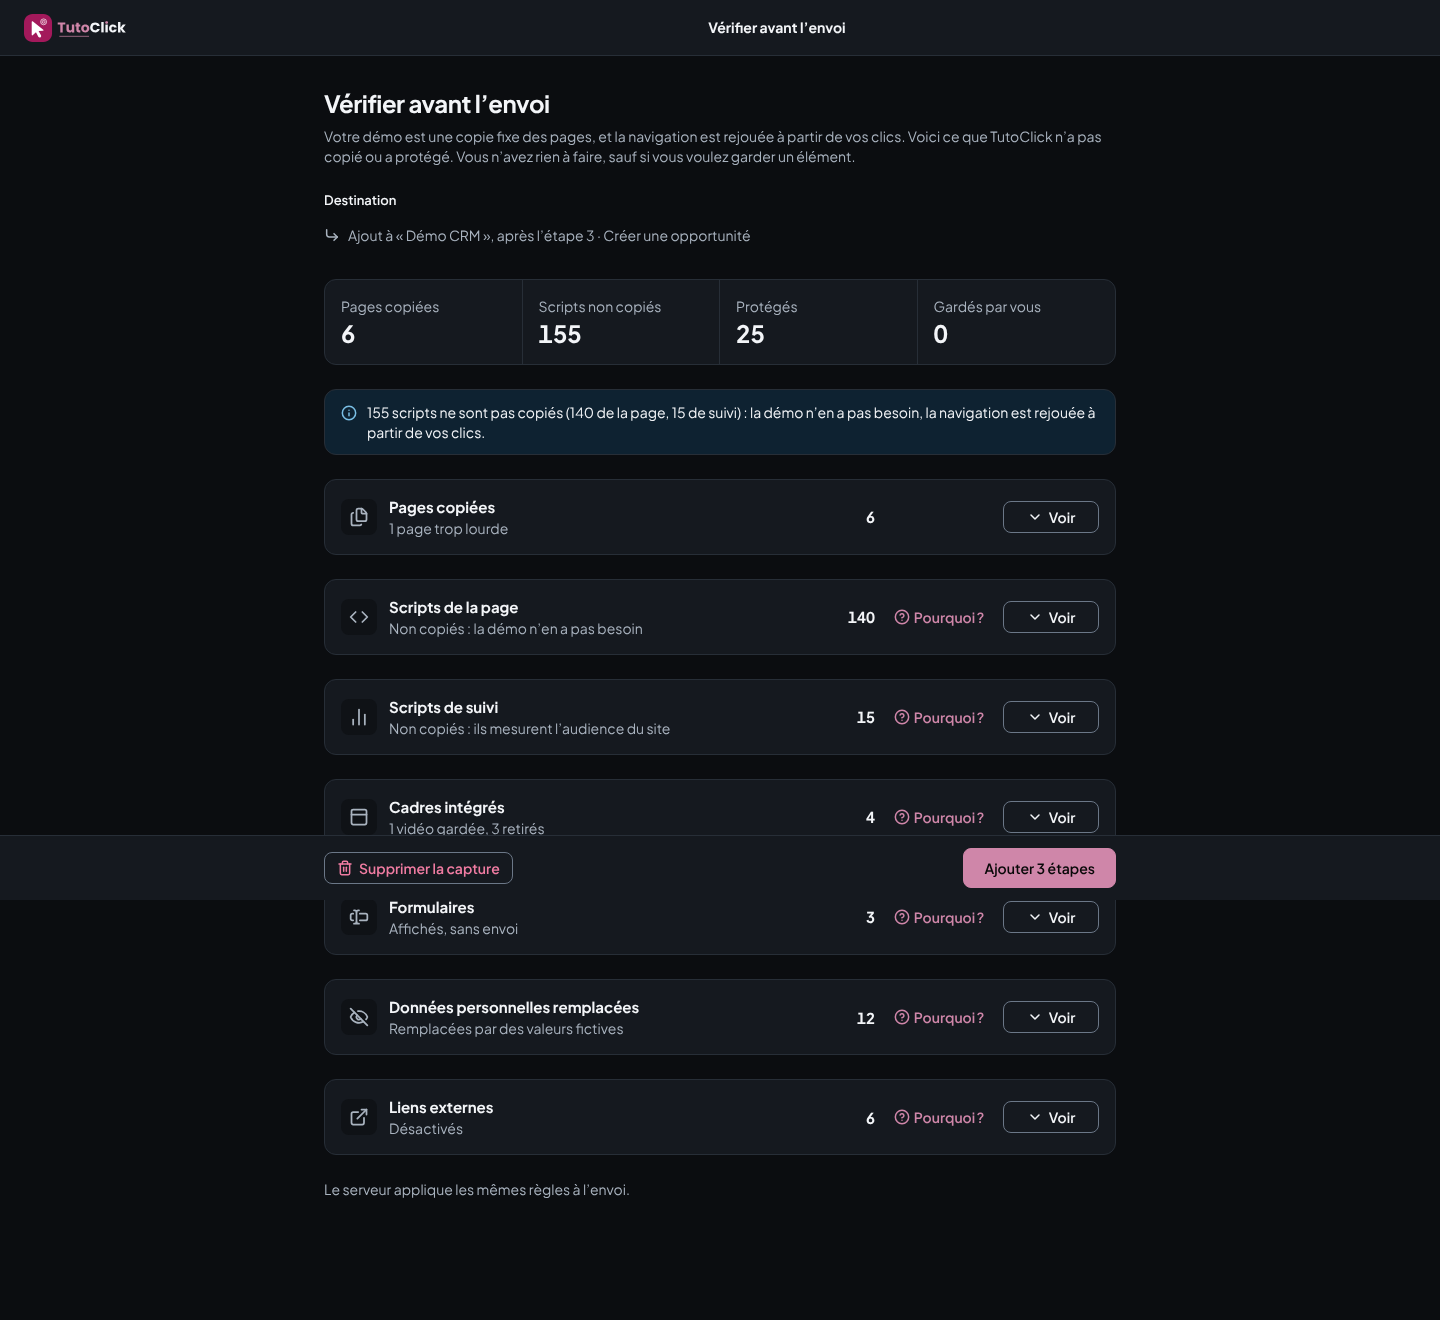 TutoClick
Vérifier avant l’envoi
Vérifier avant l’envoi
Votre démo est une copie fixe des pages, et la navigation est rejouée à partir de vos clics. Voici ce que TutoClick n’a pas
copié ou a protégé. Vous n’avez rien à faire, sauf si vous voulez garder un élément.
Destination
Ajout à « Démo CRM », après l’étape 3 · Créer une opportunité
Pages copiées
6
Scripts non copiés
155
Protégés
25
Gardés par vous
0
155 scripts ne sont pas copiés (140 de la page, 15 de suivi) : la démo n’en a pas besoin, la navigation est rejouée à
partir de vos clics.
Pages copiées
1 page trop lourde
6
Voir
Scripts de la page
Non copiés : la démo n’en a pas besoin
140
Pourquoi ?
Voir
Scripts de suivi
Non copiés : ils mesurent l’audience du site
15
Pourquoi ?
Voir
Cadres intégrés
1 vidéo gardée, 3 retirés
4
Pourquoi ?
Voir
Supprimer la capture
Ajouter 3 étapes
Formulaires
Affichés, sans envoi
3
Pourquoi ?
Voir
Données personnelles remplacées
Remplacées par des valeurs fictives
12
Pourquoi ?
Voir
Liens externes
Désactivés
6
Pourquoi ?
Voir
Le serveur applique les mêmes règles à l’envoi.